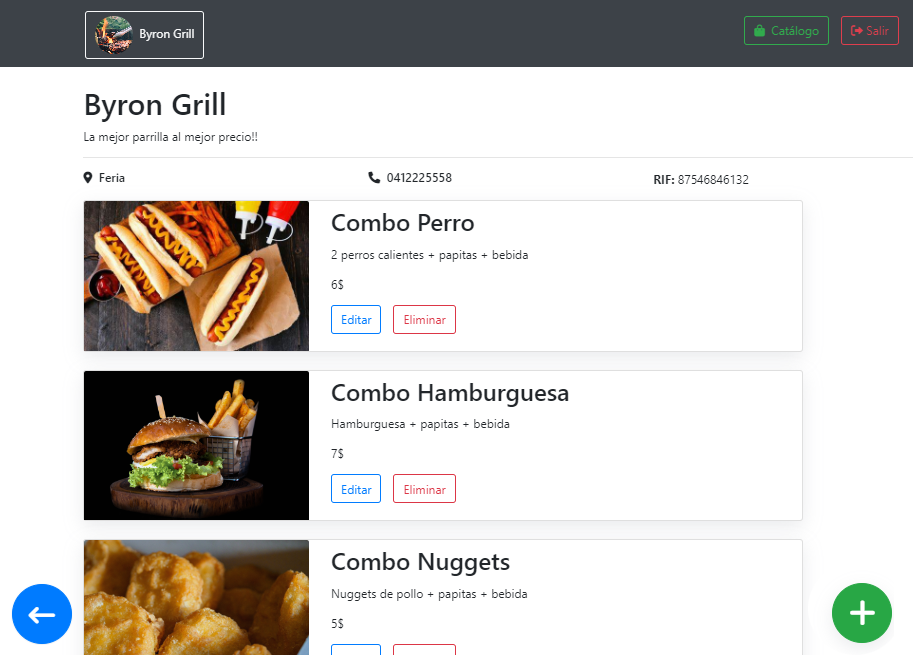 Byron Grill
Catálogo
Salir
Byron Grill
La mejor parrilla al mejor precio!!
Feria
0412225558
RIF: 87546846132
Combo Perro
2 perros calientes + papitas + bebida
6$
Editar
Eliminar
Combo Hamburguesa
Hamburguesa + papitas + bebida
7$
Editar
Eliminar
Combo Nuggets
Nuggets de pollo + papitas + bebida
5$